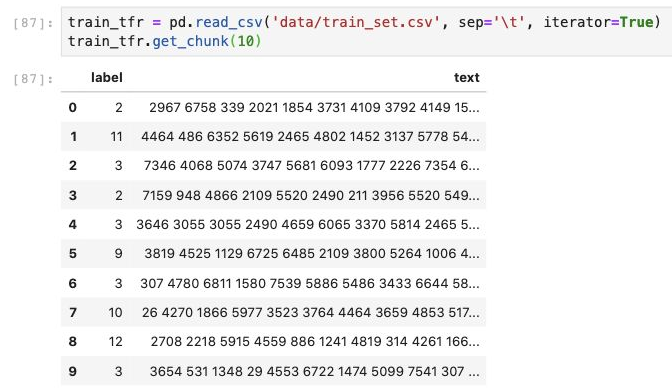 [87]: train_tfr = pd.read_csv('data/train_set.csv', sep='\t', iterator=True)
train_tfr.get_chunk(10)
[87]: label text
0 2 2967 6758 339 2021 1854 3731 4109 3792 4149 15...
1 11 4464 486 6352 5619 2465 4802 1452 3137 5778 54...
2 3 7346 4068 5074 3747 5681 6093 1777 2226 7354 6...
3 2 7159 948 4866 2109 5520 2490 211 3956 5520 549...
4 3 3646 3055 3055 2490 4659 6065 3370 5814 2465 5...
5 9 3819 4525 1129 6725 6485 2109 3800 5264 1006 4...
6 3 307 4780 6811 1580 7539 5886 5486 3433 6644 58...
7 10 26 4270 1866 5977 3523 3764 4464 3659 4853 517...
8 12 2708 2218 5915 4559 886 1241 4819 314 4261 166...
9 3 3654 531 1348 29 4553 6722 1474 5099 7541 307 ...